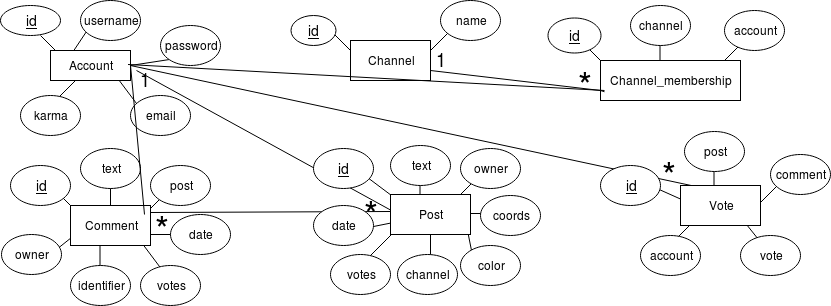 id
username
password
Account
1
karma
email
id
name
Channel
1
id
channel
account
*
Channel_membership
id
text
post
Comment
*
owner
date
identifier
votes
id
text
owner
date
*
Post
coords
votes
channel
color
id
*
post
comment
Vote
account
vote